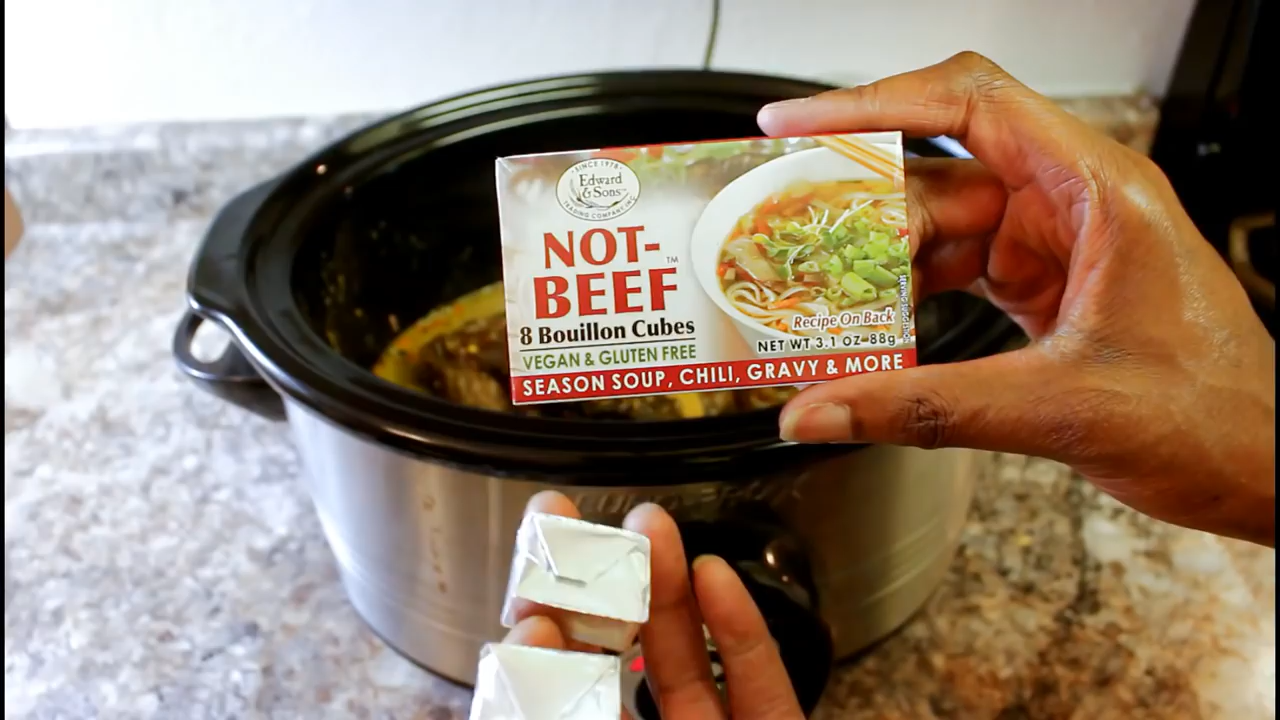 SINCE 1978
Edward
& Sons
TRADING COMPANY INC.
NOT-
BEEF™
8 Bouillon Cubes
VEGAN & GLUTEN FREE
Recipe On Back
NET WT 3.1 OZ 88g
SEASON SOUP, CHILI, GRAVY & MORE